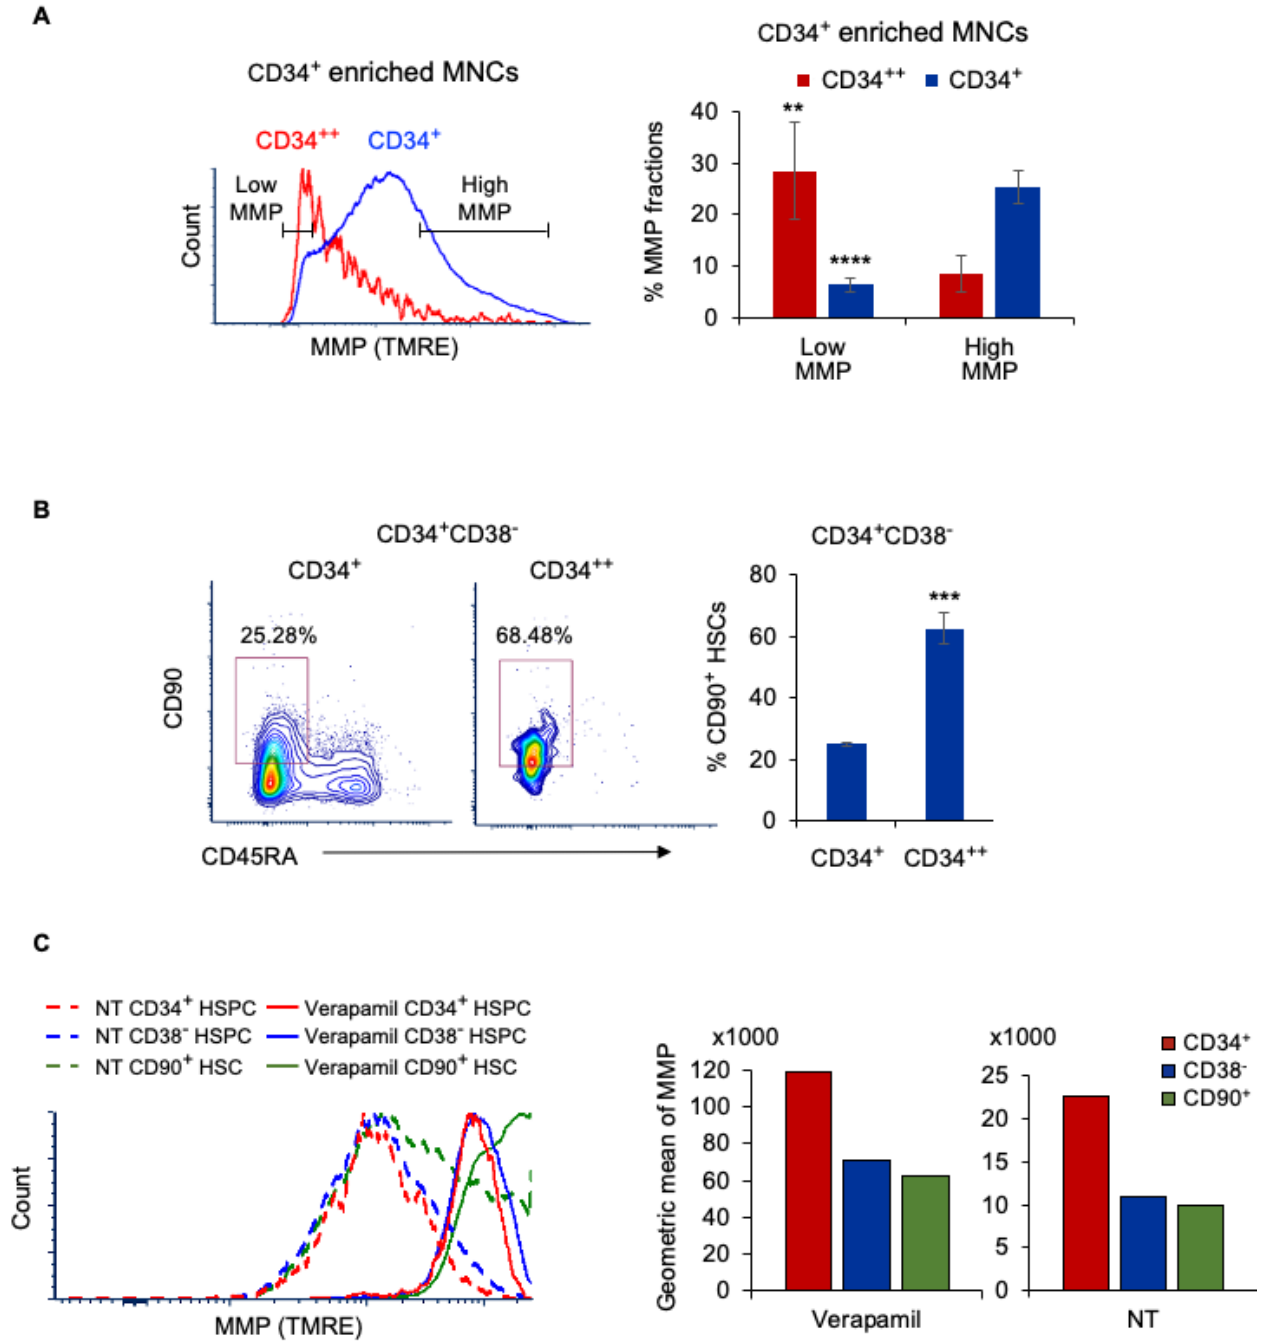 A
CD34⁺ enriched MNCs
CD34⁺⁺ CD34⁺
Low MMP
High MMP
Count
MMP (TMRE)
CD34⁺ enriched MNCs
CD34⁺⁺ CD34⁺
% MMP fractions
40
30
20
10
0
**
****
Low MMP
High MMP
B
CD34⁺CD38⁻
CD34⁺ CD34⁺⁺
25.28%
68.48%
CD90
CD45RA
CD34⁺CD38⁻
% CD90⁺ HSCs
80
60
40
20
0
***
CD34⁺ CD34⁺⁺
C
NT CD34⁺ HSPC Verapamil CD34⁺ HSPC
NT CD38⁻ HSPC Verapamil CD38⁻ HSPC
NT CD90⁺ HSC Verapamil CD90⁺ HSC
Count
MMP (TMRE)
Geometric mean of MMP
x1000
120
100
80
60
40
20
0
Verapamil
x1000
25
20
15
10
5
0
NT
CD34⁺
CD38⁻
CD90⁺